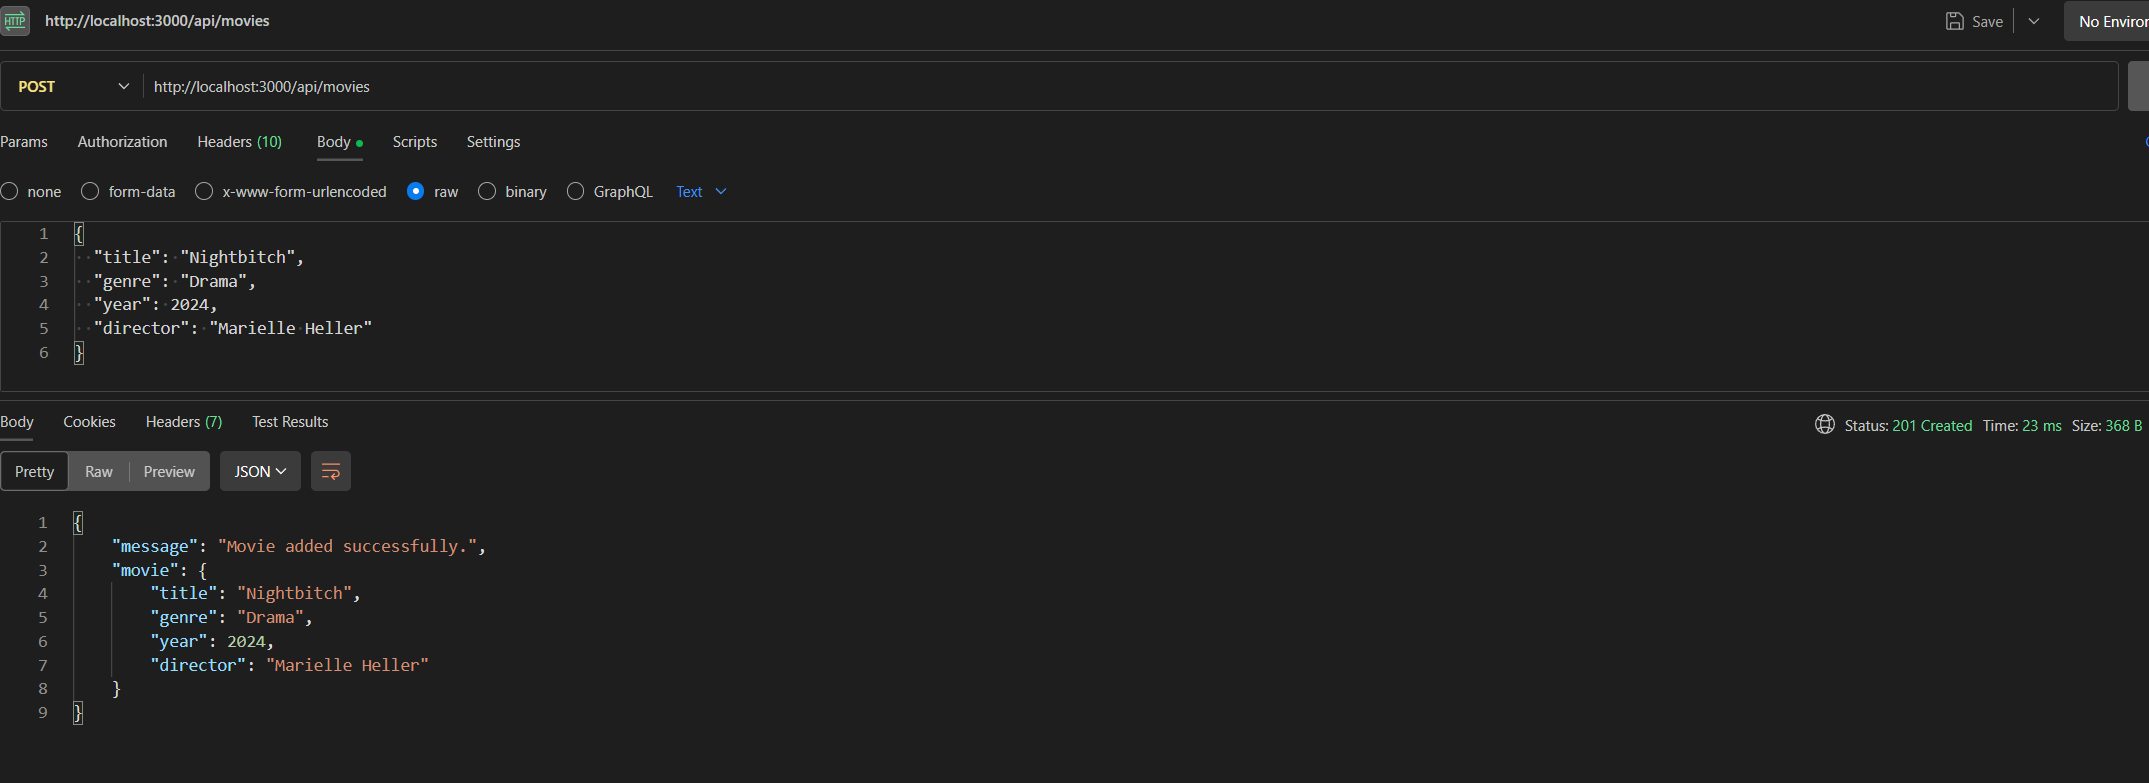 HTTP http://localhost:3000/api/movies Save No Environ
POST http://localhost:3000/api/movies
Params Authorization Headers (10) Body Scripts Settings
none form-data x-www-form-urlencoded raw binary GraphQL Text
1 {
2 "title": "Nightbitch",
3 "genre": "Drama",
4 "year": 2024,
5 "director": "Marielle Heller"
6 }
Body Cookies Headers (7) Test Results Status: 201 Created Time: 23 ms Size: 368 B
Pretty Raw Preview JSON
1 {
2 "message": "Movie added successfully.",
3 "movie": {
4 "title": "Nightbitch",
5 "genre": "Drama",
6 "year": 2024,
7 "director": "Marielle Heller"
8 }
9 }